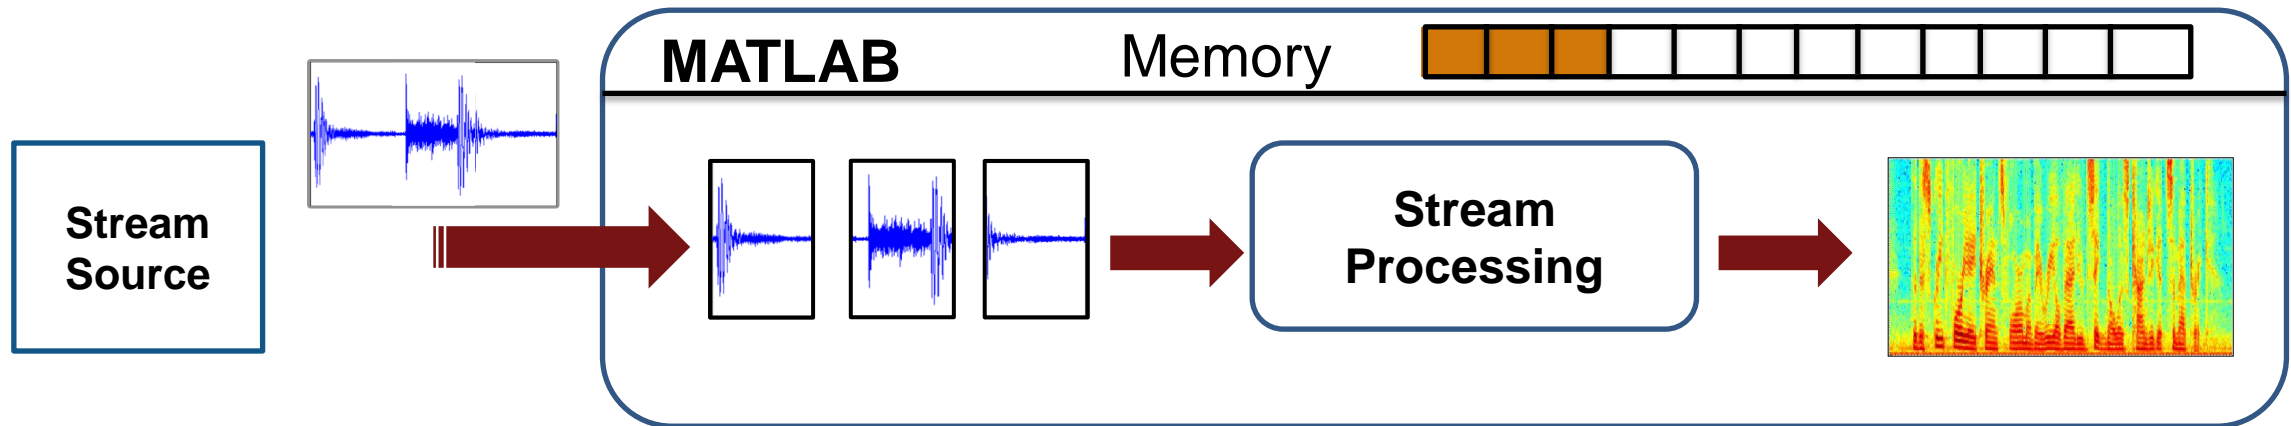 MATLAB
Memory
Stream
Source
Stream
Processing